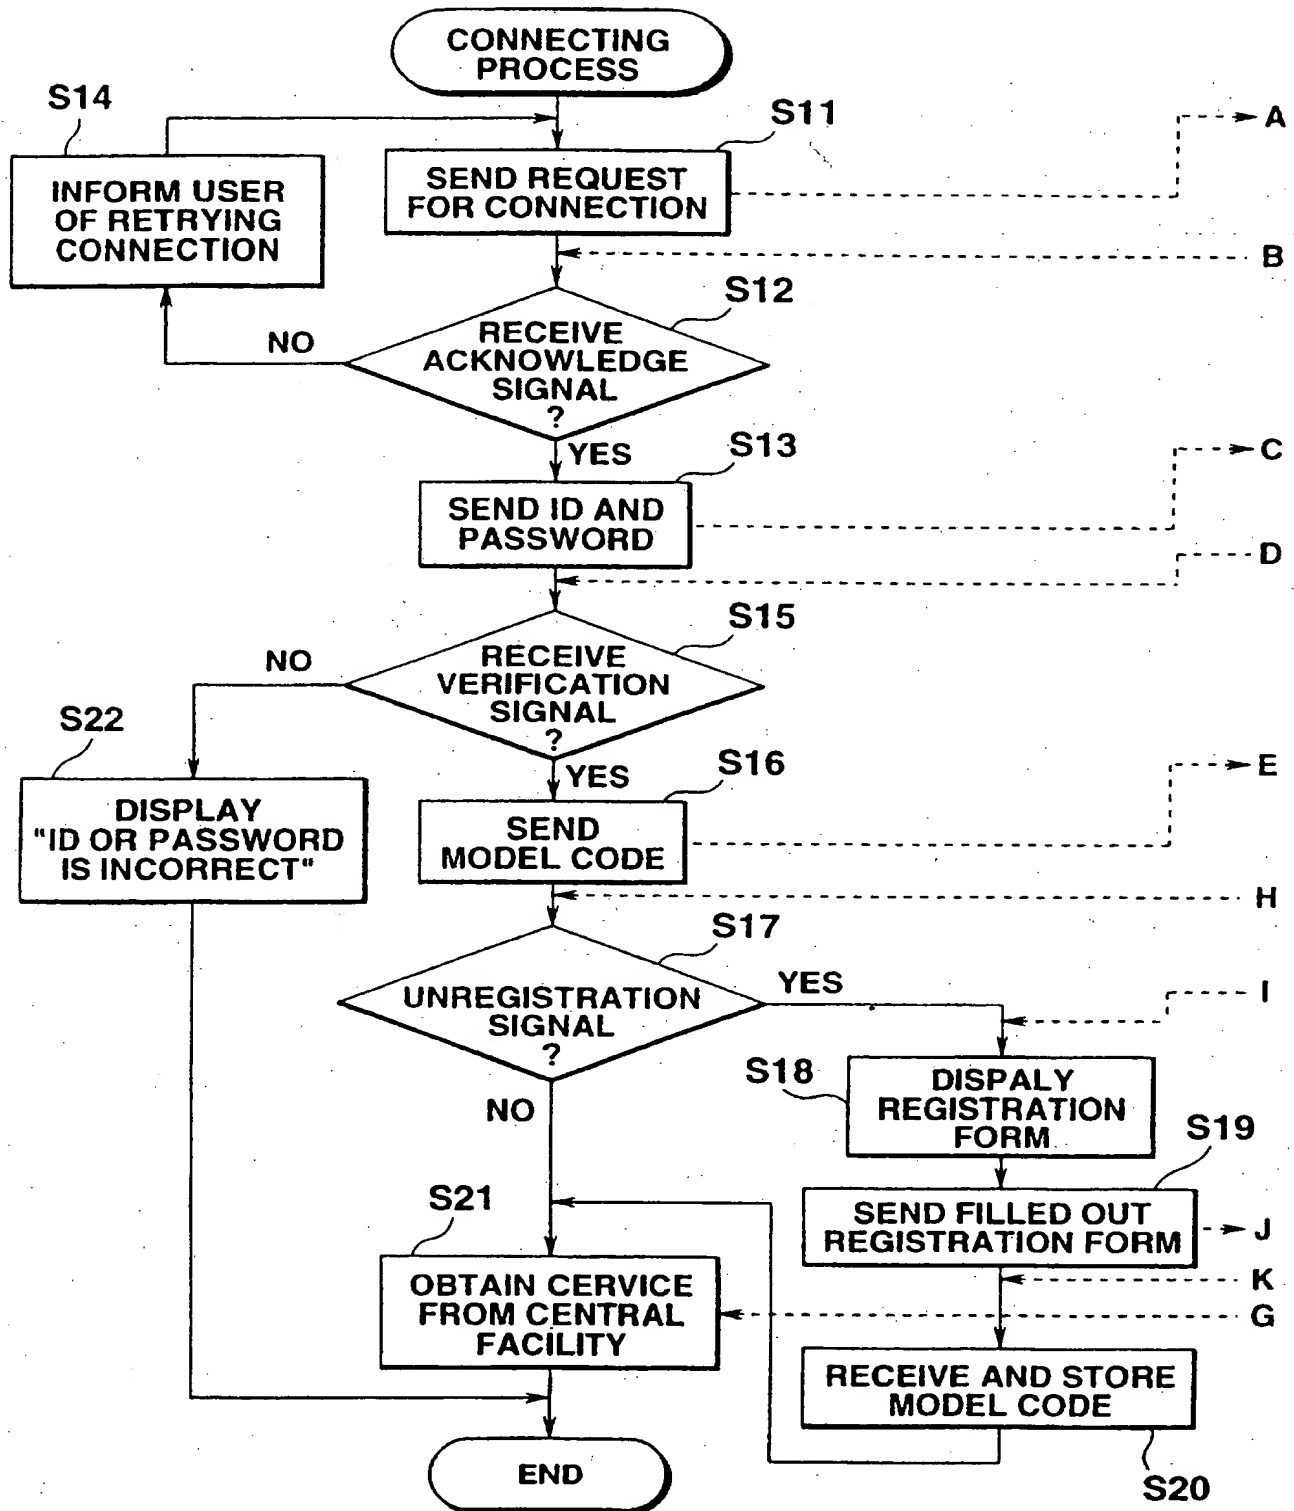 CONNECTING
PROCESS
S14
S11
A
INFORM USER
OF RETRYING
CONNECTION
SEND REQUEST
FOR CONNECTION
B
S12
NO
RECEIVE
ACKNOWLEDGE
SIGNAL
?
YES
S13
C
SEND ID AND
PASSWORD
D
S15
NO
RECEIVE
VERIFICATION
SIGNAL
?
S22
YES
S16
E
DISPLAY
"ID OR PASSWORD
IS INCORRECT"
SEND
MODEL CODE
H
S17
YES
UNREGISTRATION
SIGNAL
?
I
S18
DISPALY
REGISTRATION
FORM
NO
S19
S21
SEND FILLED OUT
REGISTRATION FORM
J
K
OBTAIN CERVICE
FROM CENTRAL
FACILITY
G
RECEIVE AND STORE
MODEL CODE
END
S20